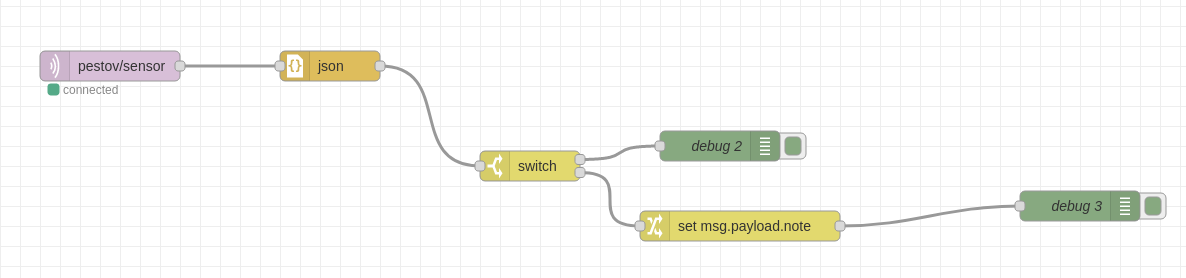 pestov/sensor
json
connected
debug 2
switch
debug 3
set msg.payload.note